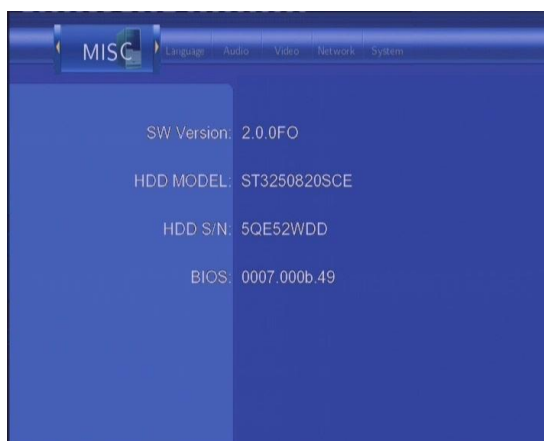 MISC Language Audio Video Network System
SW Version: 2.0.0FO
HDD MODEL: ST3250820SCE
HDD S/N: 5QE52WDD
BIOS: 0007.000b.49